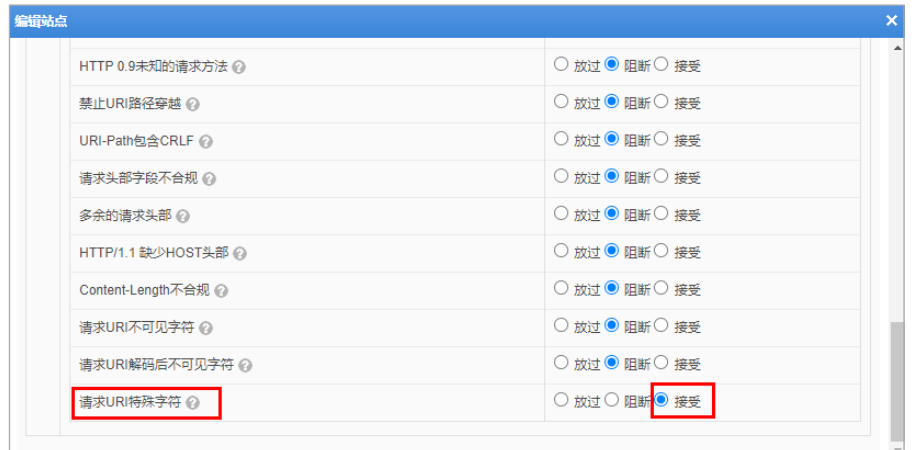 编辑站点
HTTP 0.9未知的请求方法 放过 阻断 接受
禁止URI路径穿越 放过 阻断 接受
URI-Path包含CRLF 放过 阻断 接受
请求头部字段不合规 放过 阻断 接受
多余的请求头部 放过 阻断 接受
HTTP/1.1 缺少HOST头部 放过 阻断 接受
Content-Length不合规 放过 阻断 接受
请求URI不可见字符 放过 阻断 接受
请求URI解码后不可见字符 放过 阻断 接受
请求URI特殊字符 放过 阻断 接受